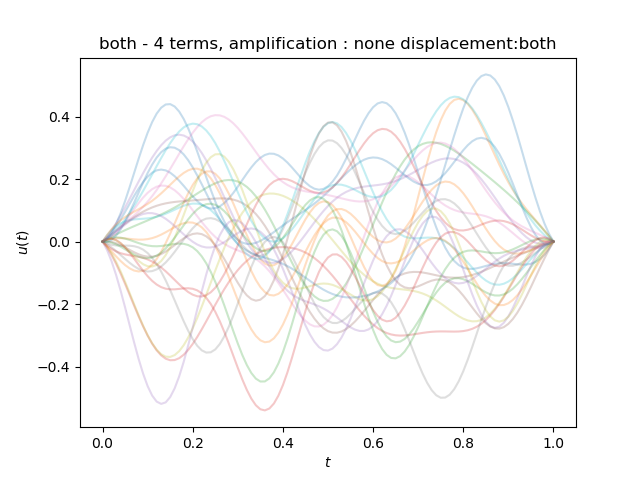 both - 4 terms, amplification : none displacement:both
0.4
0.2
0.0
−0.2
−0.4
u(t)
0.0 0.2 0.4 0.6 0.8 1.0
t